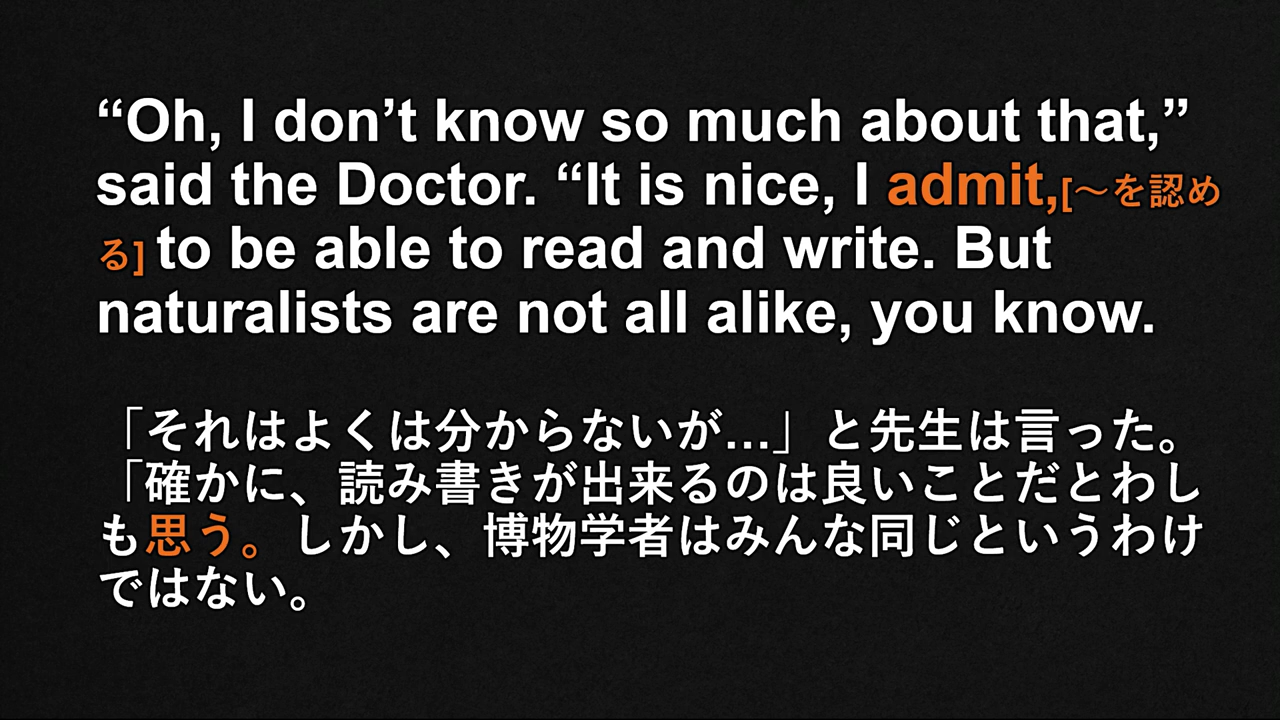 “Oh, I don’t know so much about that,”
said the Doctor. “It is nice, I admit,[～を認め
る] to be able to read and write. But
naturalists are not all alike, you know.
「それはよくは分からないが…」と先生は言った。
「確かに、読み書きが出来るのは良いことだとわし
も思う。しかし、博物学者はみんな同じというわけ
ではない。